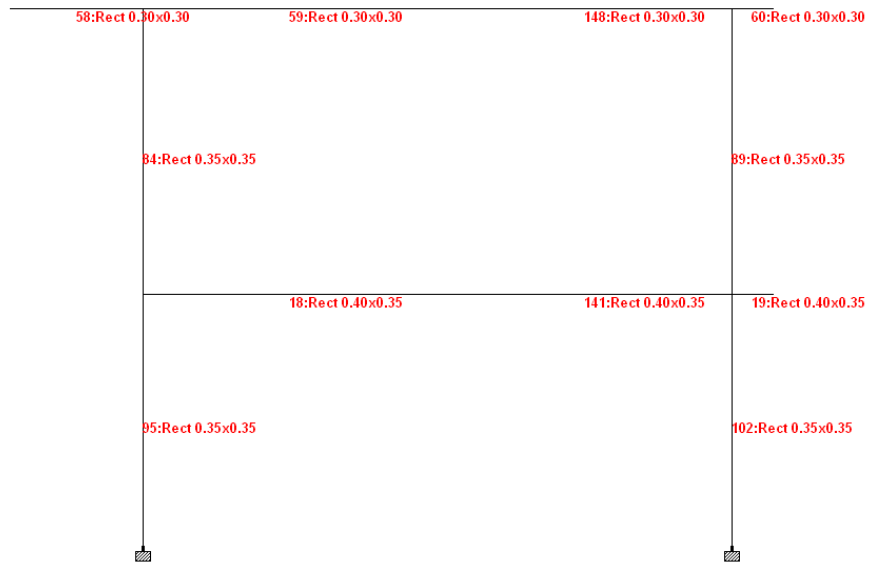 58:Rect 0.30x0.30 59:Rect 0.30x0.30 148:Rect 0.30x0.30 60:Rect 0.30x0.30
84:Rect 0.35x0.35 89:Rect 0.35x0.35
18:Rect 0.40x0.35 141:Rect 0.40x0.35 19:Rect 0.40x0.35
95:Rect 0.35x0.35 102:Rect 0.35x0.35